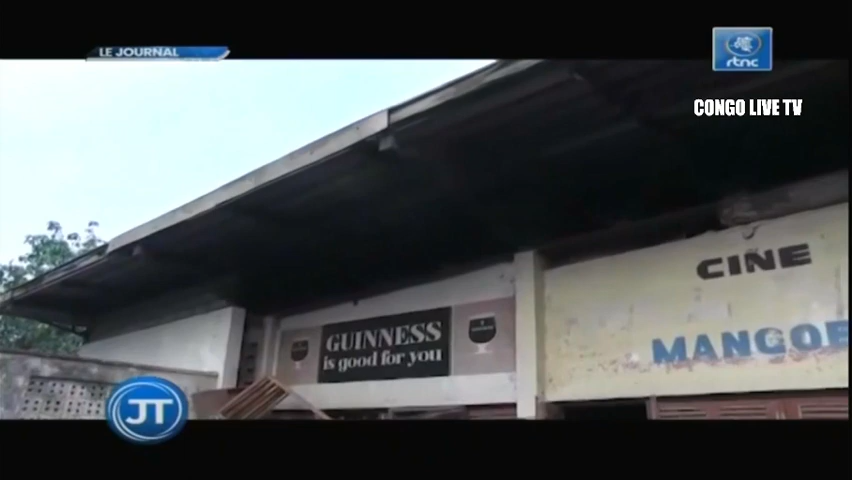 LE JOURNAL
rtnc
CONGO LIVE TV
CINE
GUINNESS
is good for you
JT